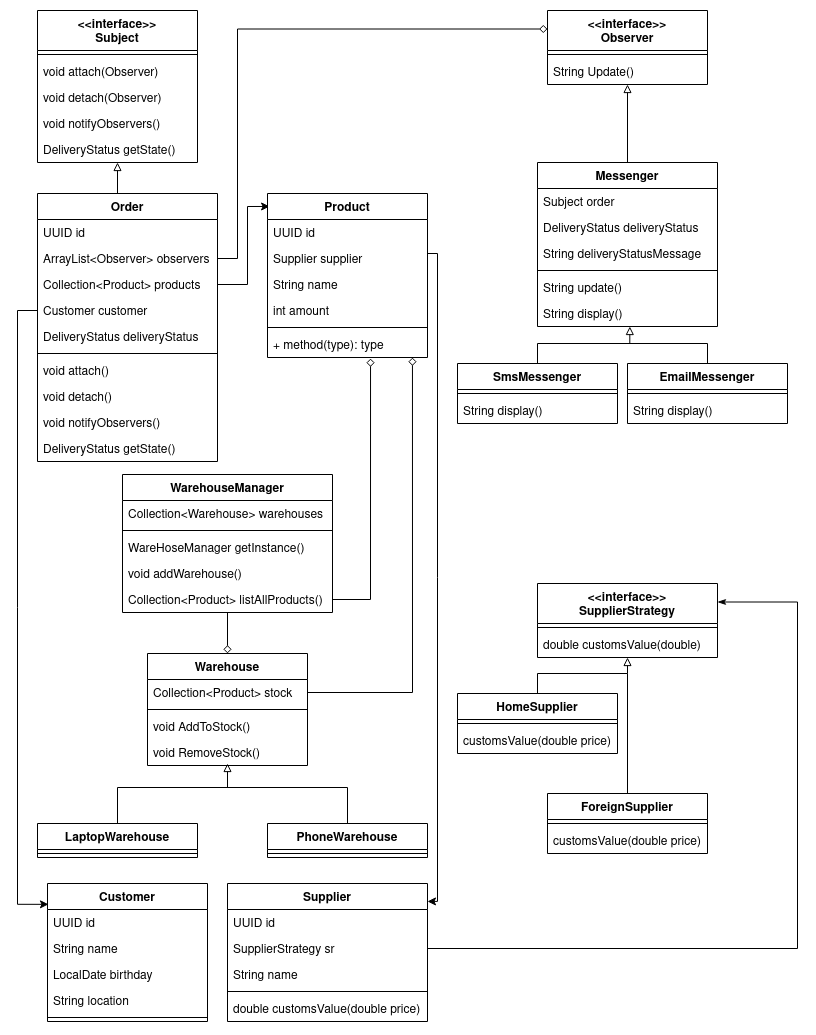 <<interface>>
Subject
void attach(Observer)
void detach(Observer)
void notifyObservers()
DeliveryStatus getState()
<<interface>>
Observer
String Update()
Order
UUID id
ArrayList<Observer> observers
Collection<Product> products
Customer customer
DeliveryStatus deliveryStatus
void attach()
void detach()
void notifyObservers()
DeliveryStatus getState()
Product
UUID id
Supplier supplier
String name
int amount
+ method(type): type
Messenger
Subject order
DeliveryStatus deliveryStatus
String deliveryStatusMessage
String update()
String display()
SmsMessenger
String display()
EmailMessenger
String display()
WarehouseManager
Collection<Warehouse> warehouses
WareHoseManager getInstance()
void addWarehouse()
Collection<Product> listAllProducts()
Warehouse
Collection<Product> stock
void AddToStock()
void RemoveStock()
<<interface>>
SupplierStrategy
double customsValue(double)
HomeSupplier
customsValue(double price)
ForeignSupplier
customsValue(double price)
LaptopWarehouse
PhoneWarehouse
Customer
UUID id
String name
LocalDate birthday
String location
Supplier
UUID id
SupplierStrategy sr
String name
double customsValue(double price)